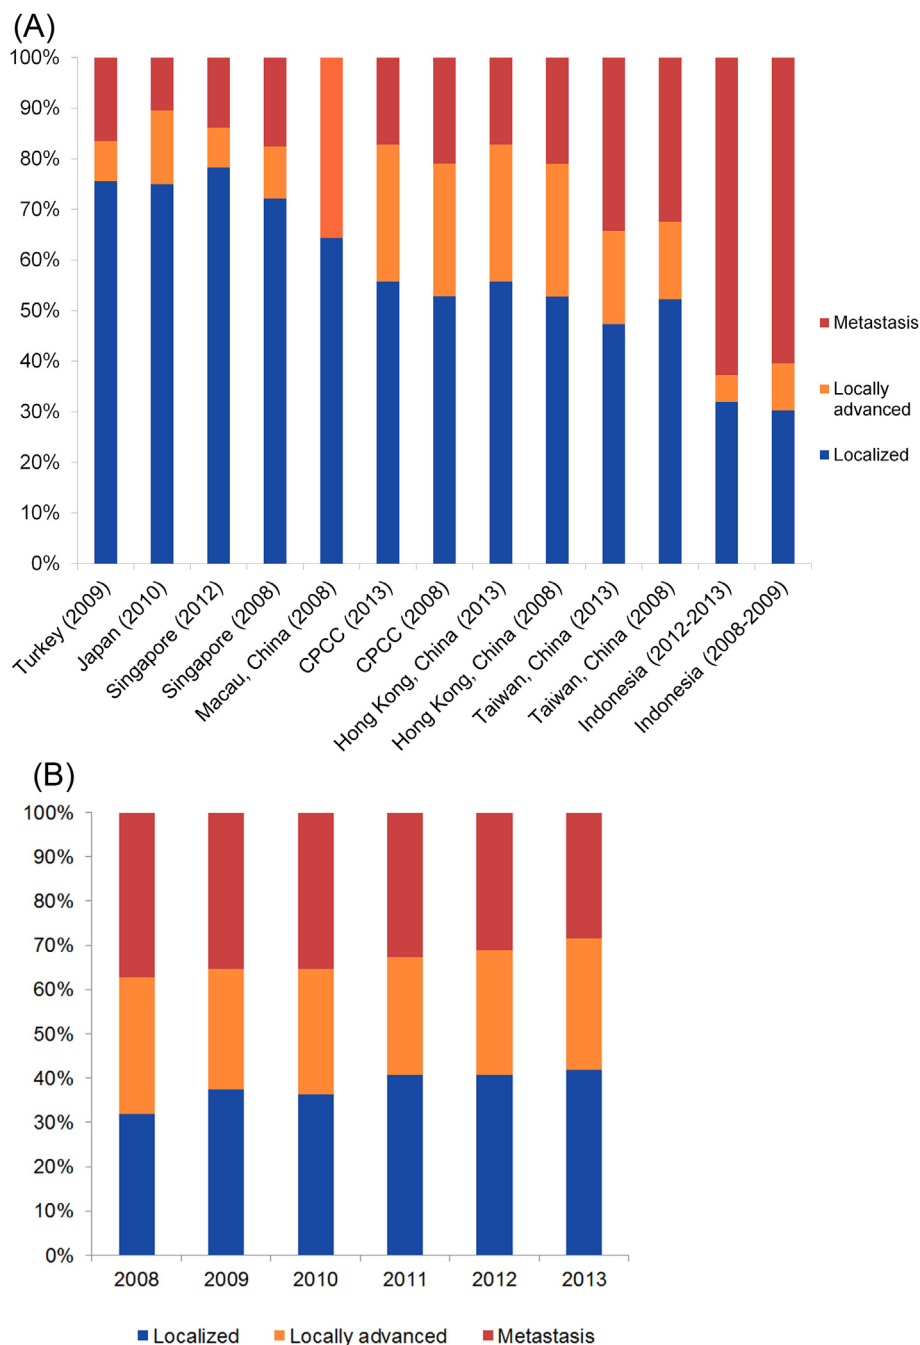 (A)
100%
90%
80%
70%
60%
50%
40%
30%
20%
10%
0%
Turkey (2009)
Japan (2010)
Singapore (2012)
Singapore (2008)
Macau, China (2008)
CPCC (2013)
CPCC (2008)
Hong Kong, China (2013)
Hong Kong, China (2008)
Taiwan, China (2013)
Taiwan, China (2008)
Indonesia (2012-2013)
Indonesia (2008-2009)
Metastasis
Locally
advanced
Localized
(B)
100%
90%
80%
70%
60%
50%
40%
30%
20%
10%
0%
2008 2009 2010 2011 2012 2013
Localized Locally advanced Metastasis